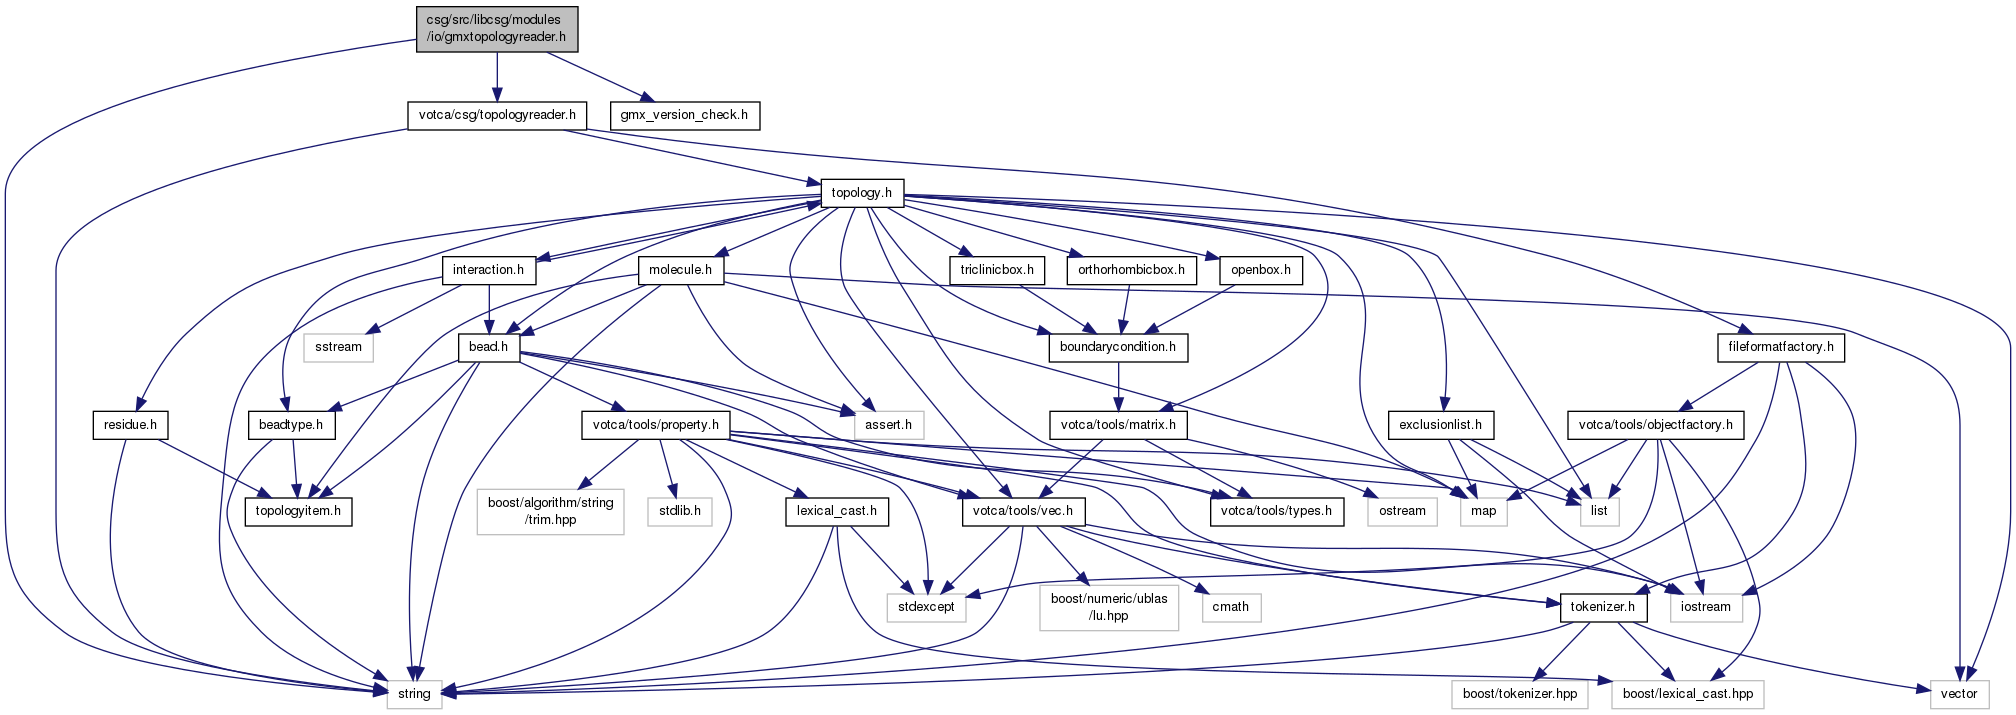 csg/src/libcsg/modules
/io/gmxtopologyreader.h
votca/csg/topologyreader.h
gmx_version_check.h
topology.h
interaction.h
molecule.h
triclinicbox.h
orthorhombicbox.h
openbox.h
sstream
bead.h
boundarycondition.h
fileformatfactory.h
residue.h
beadtype.h
votca/tools/property.h
assert.h
votca/tools/matrix.h
exclusionlist.h
votca/tools/objectfactory.h
topologyitem.h
boost/algorithm/string
/trim.hpp
stdlib.h
lexical_cast.h
votca/tools/vec.h
votca/tools/types.h
ostream
map
list
stdexcept
boost/numeric/ublas
/lu.hpp
cmath
tokenizer.h
iostream
string
boost/tokenizer.hpp
boost/lexical_cast.hpp
vector